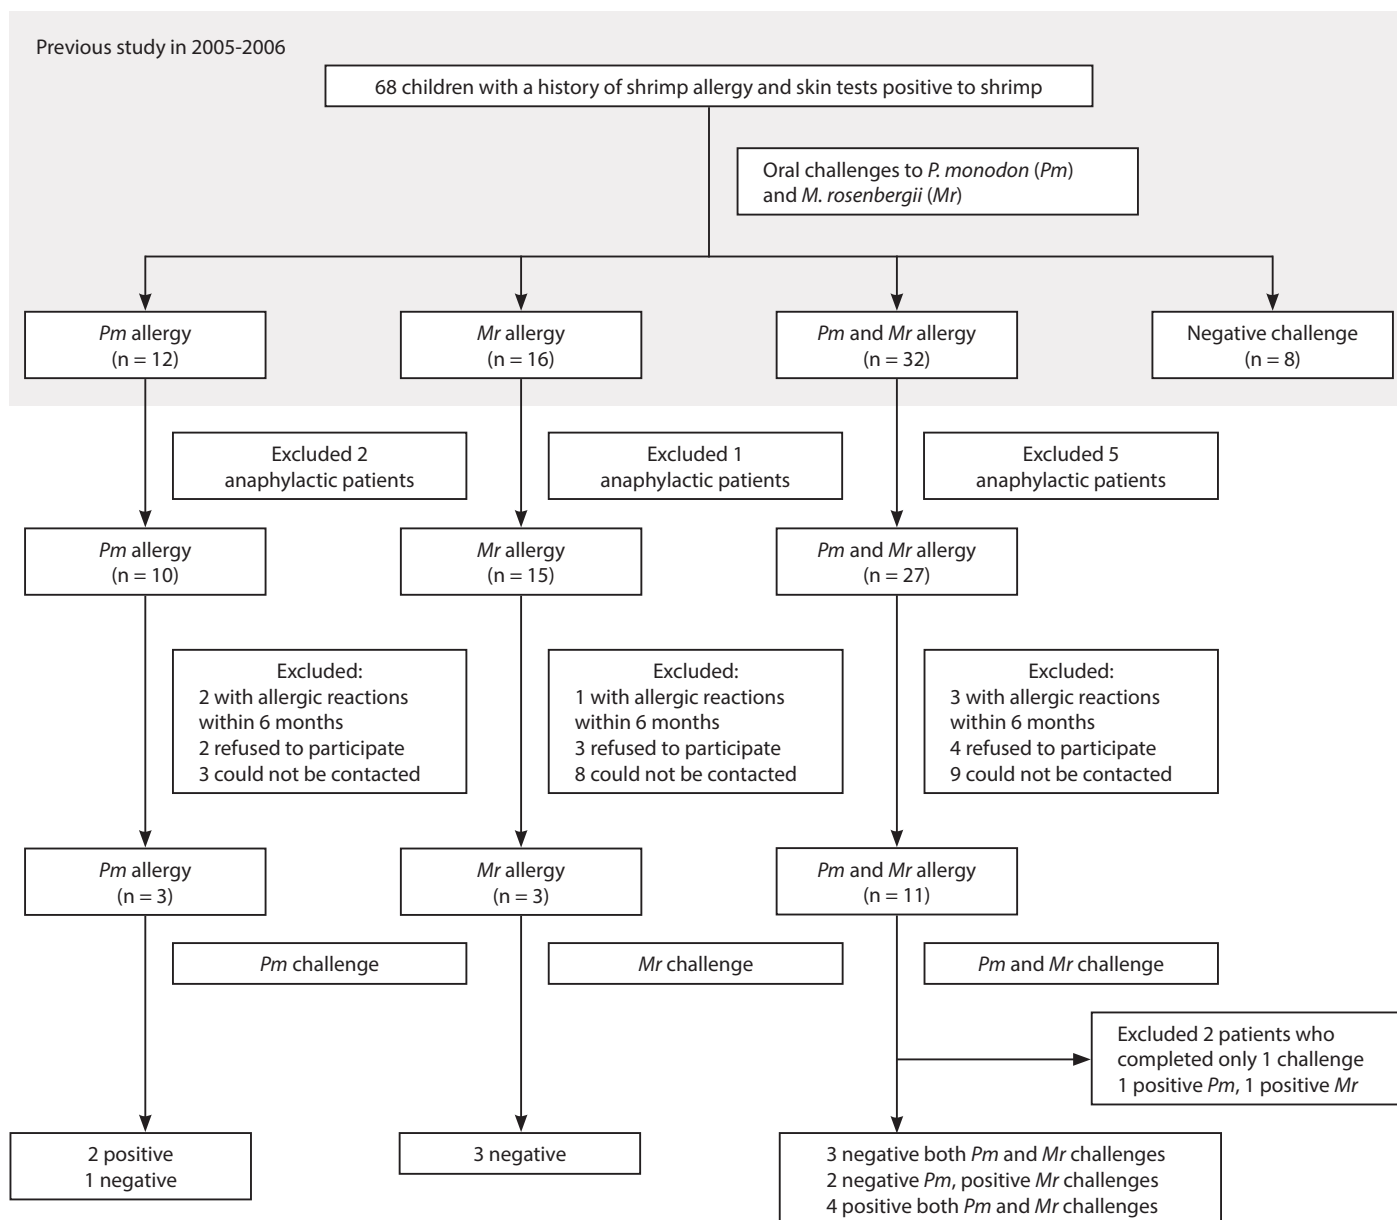 Previous study in 2005-2006
68 children with a history of shrimp allergy and skin tests positive to shrimp
Oral challenges to P. monodon (Pm)
and M. rosenbergii (Mr)
Pm allergy
(n = 12)
Mr allergy
(n = 16)
Pm and Mr allergy
(n = 32)
Negative challenge
(n = 8)
Excluded 2
anaphylactic patients
Excluded 1
anaphylactic patients
Excluded 5
anaphylactic patients
Pm allergy
(n = 10)
Mr allergy
(n = 15)
Pm and Mr allergy
(n = 27)
Excluded:
2 with allergic reactions
within 6 months
2 refused to participate
3 could not be contacted
Excluded:
1 with allergic reactions
within 6 months
3 refused to participate
8 could not be contacted
Excluded:
3 with allergic reactions
within 6 months
4 refused to participate
9 could not be contacted
Pm allergy
(n = 3)
Mr allergy
(n = 3)
Pm and Mr allergy
(n = 11)
Pm challenge
Mr challenge
Pm and Mr challenge
Excluded 2 patients who
completed only 1 challenge
1 positive Pm, 1 positive Mr
2 positive
1 negative
3 negative
3 negative both Pm and Mr challenges
2 negative Pm, positive Mr challenges
4 positive both Pm and Mr challenges